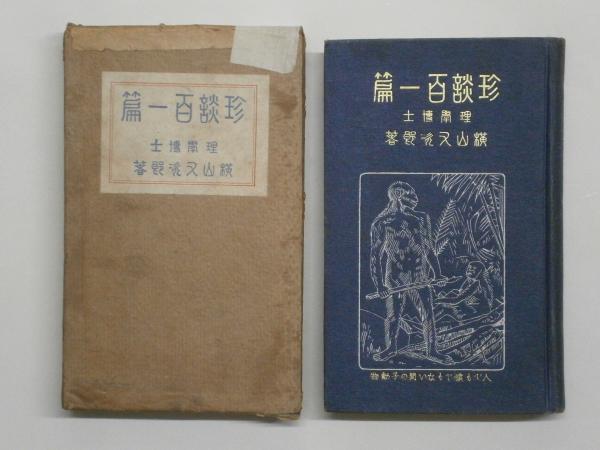 珍談百一篇
理學博士
橫山又次郎著
珍談百一篇
理學博士
橫山又次郎著
人でも猿でもない間の子動物